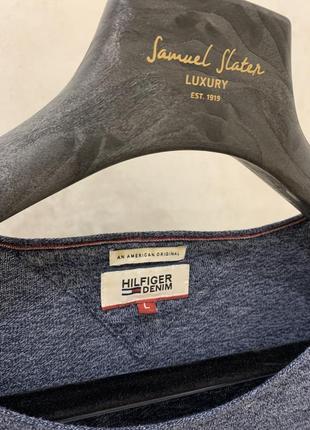 Samuel Slater
LUXURY
EST. 1919
AN AMERICAN ORIGINAL
HILFIGER
DENIM
L